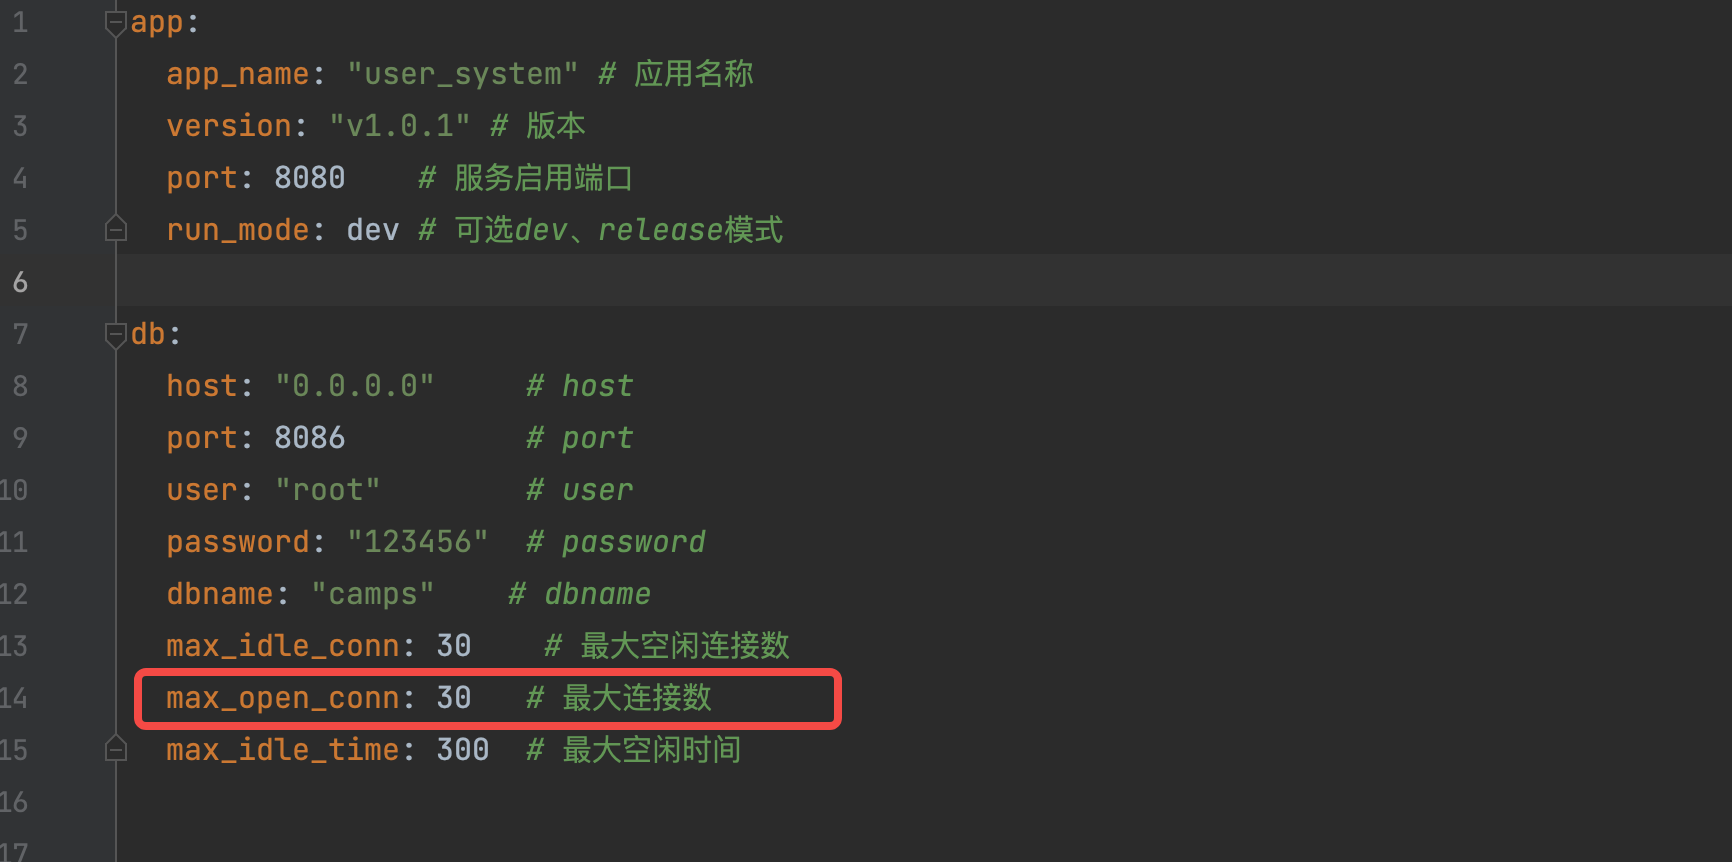 1 app:
2 app_name: "user_system" # 应用名称
3 version: "v1.0.1" # 版本
4 port: 8080 # 服务启用端口
5 run_mode: dev # 可选dev、release模式
6
7 db:
8 host: "0.0.0.0" # host
9 port: 8086 # port
10 user: "root" # user
11 password: "123456" # password
12 dbname: "camps" # dbname
13 max_idle_conn: 30 # 最大空闲连接数
14 max_open_conn: 30 # 最大连接数
15 max_idle_time: 300 # 最大空闲时间
16
17